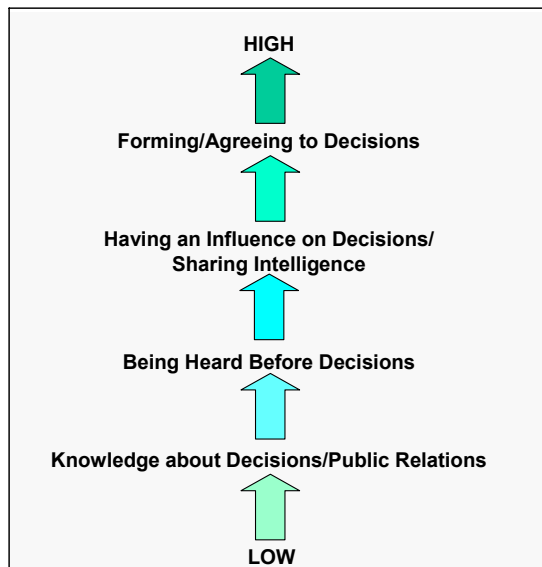 HIGH
Forming/Agreeing to Decisions
Having an Influence on Decisions/
Sharing Intelligence
Being Heard Before Decisions
Knowledge about Decisions/Public Relations
LOW